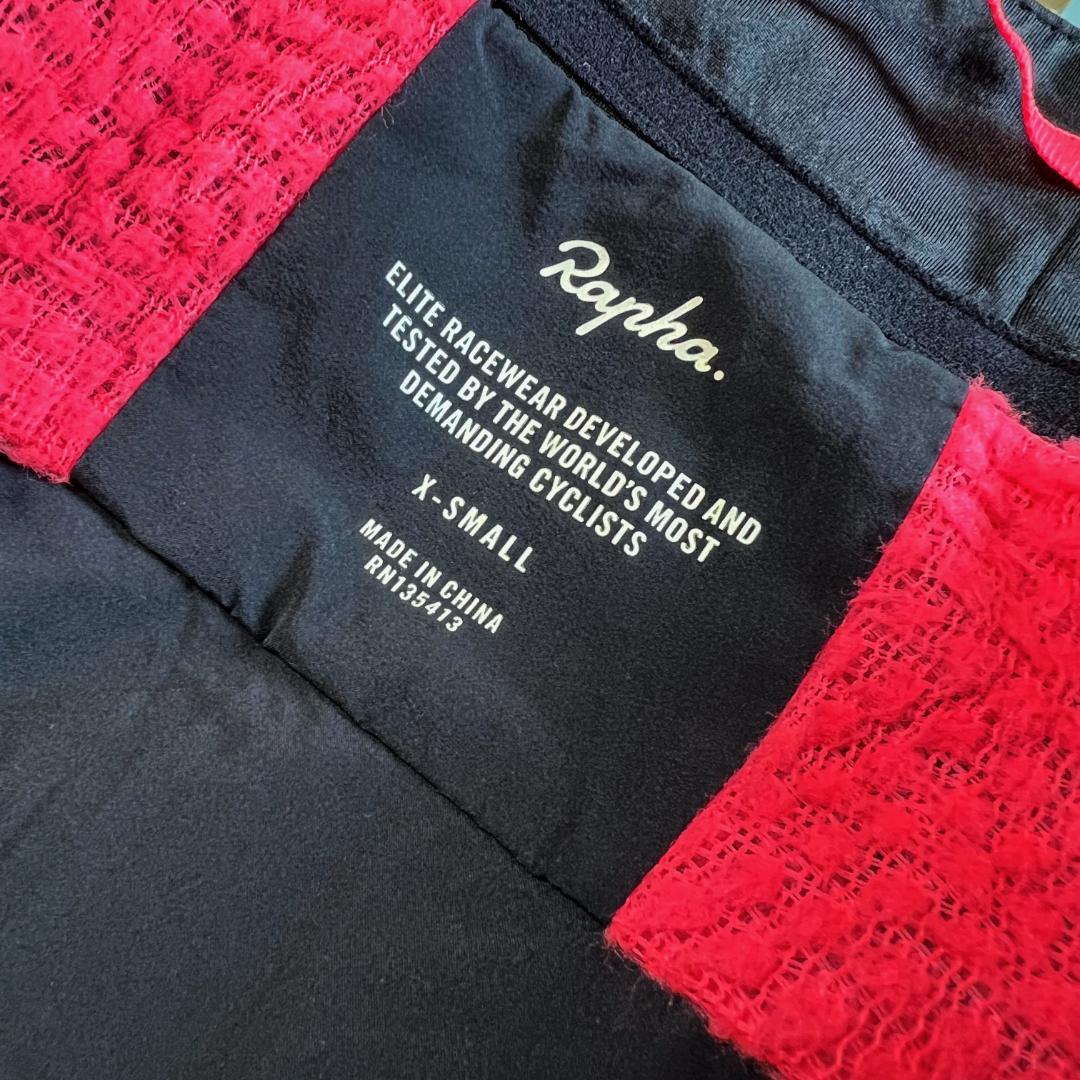 Rapha.
ELITE RACEWEAR DEVELOPED AND
TESTED BY THE WORLD'S MOST
DEMANDING CYCLISTS
X-SMALL
MADE IN CHINA
RN135413